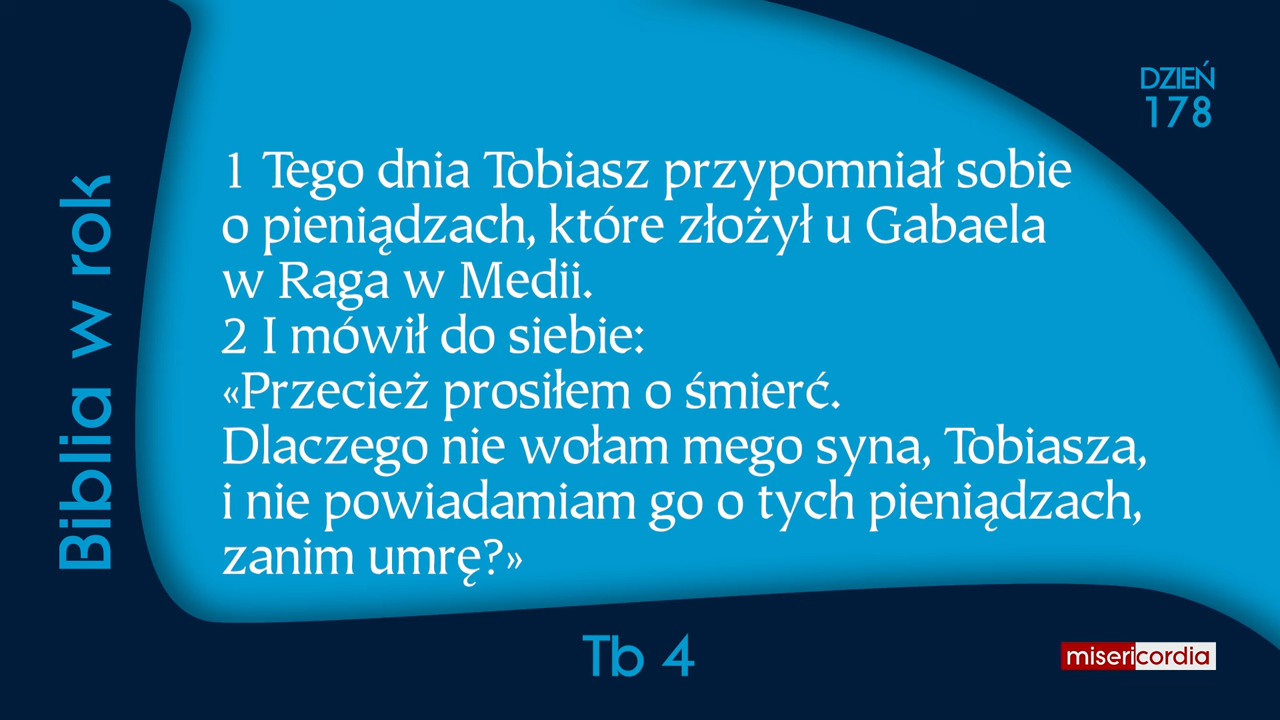 DZIEŃ
178
Biblia w rok
1 Tego dnia Tobiasz przypomniał sobie
o pieniądzach, które złożył u Gabaela
w Raga w Medii.
2 I mówił do siebie:
«Przecież prosiłem o śmierć.
Dlaczego nie wołam mego syna, Tobiasza,
i nie powiadamiam go o tych pieniądzach,
zanim umrę?»
Tb 4
misericordia